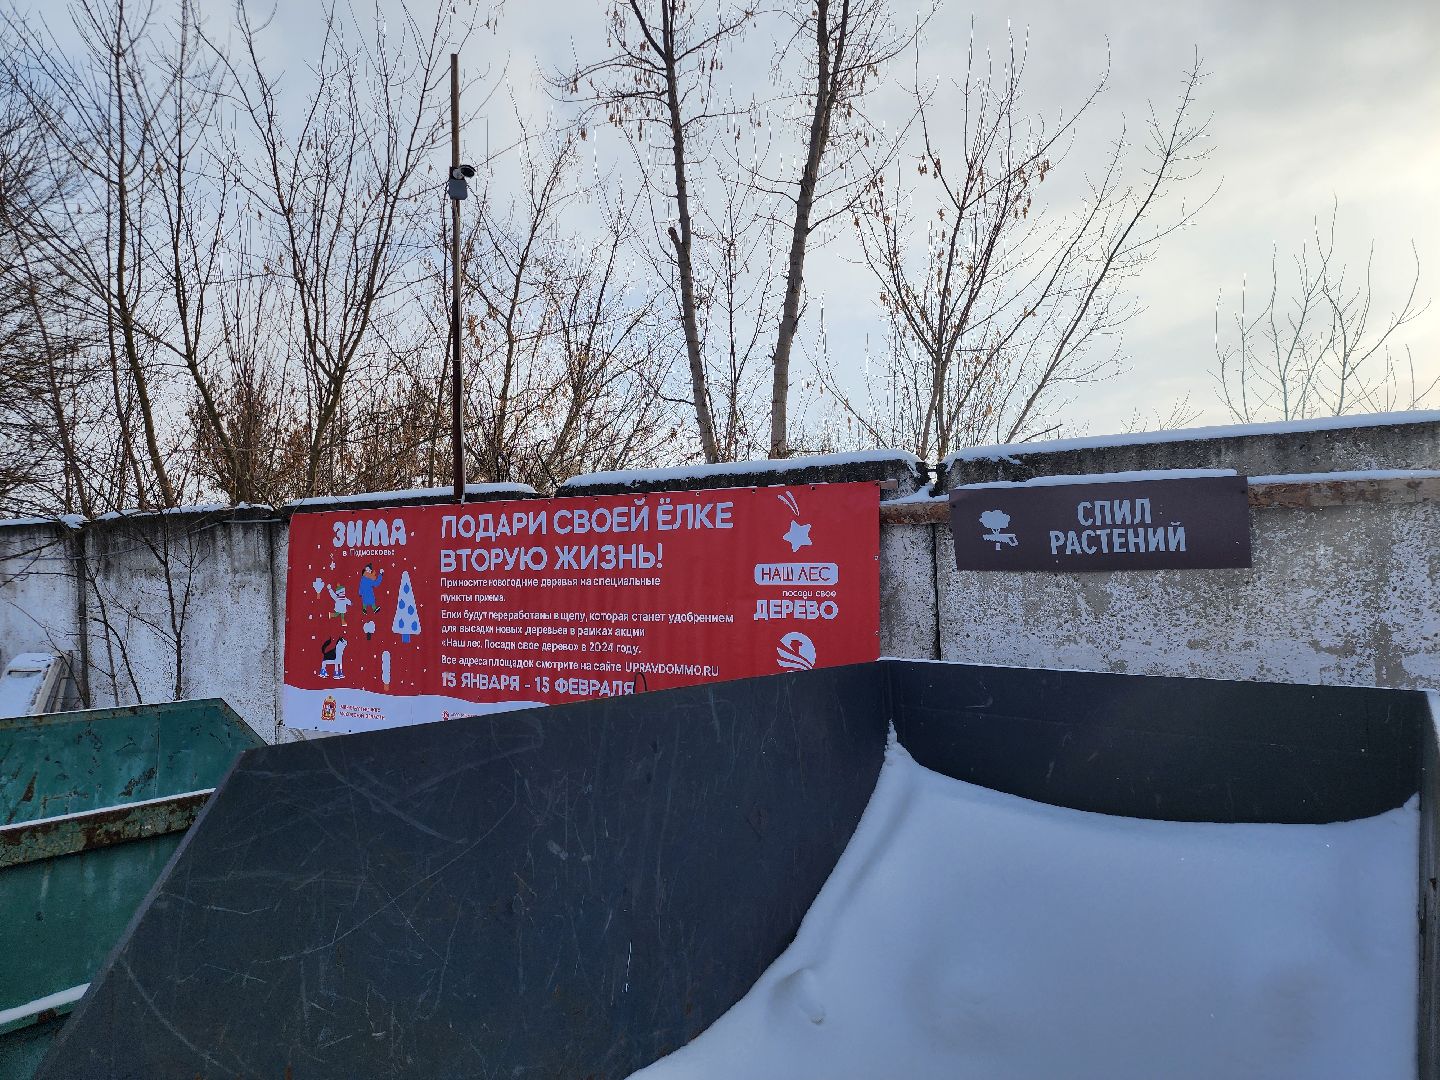 ЗИМА
в Подмосковье
ПОДАРИ СВОЕЙ ЁЛКЕ
ВТОРУЮ ЖИЗНЬ!
Приносите новогодние деревья на специальные
пункты приема.
Елки будут переработаны в щепу, которая станет удобрением
для высадки новых деревьев в рамках акции
«Наш лес. Посади свое дерево» в 2024 году.
Все адреса площадок смотрите на сайте UPRAVDOMMO.RU
15 ЯНВАРЯ - 15 ФЕВРАЛЯ
НАШ ЛЕС
посади свое
ДЕРЕВО
СПИЛ
РАСТЕНИЙ